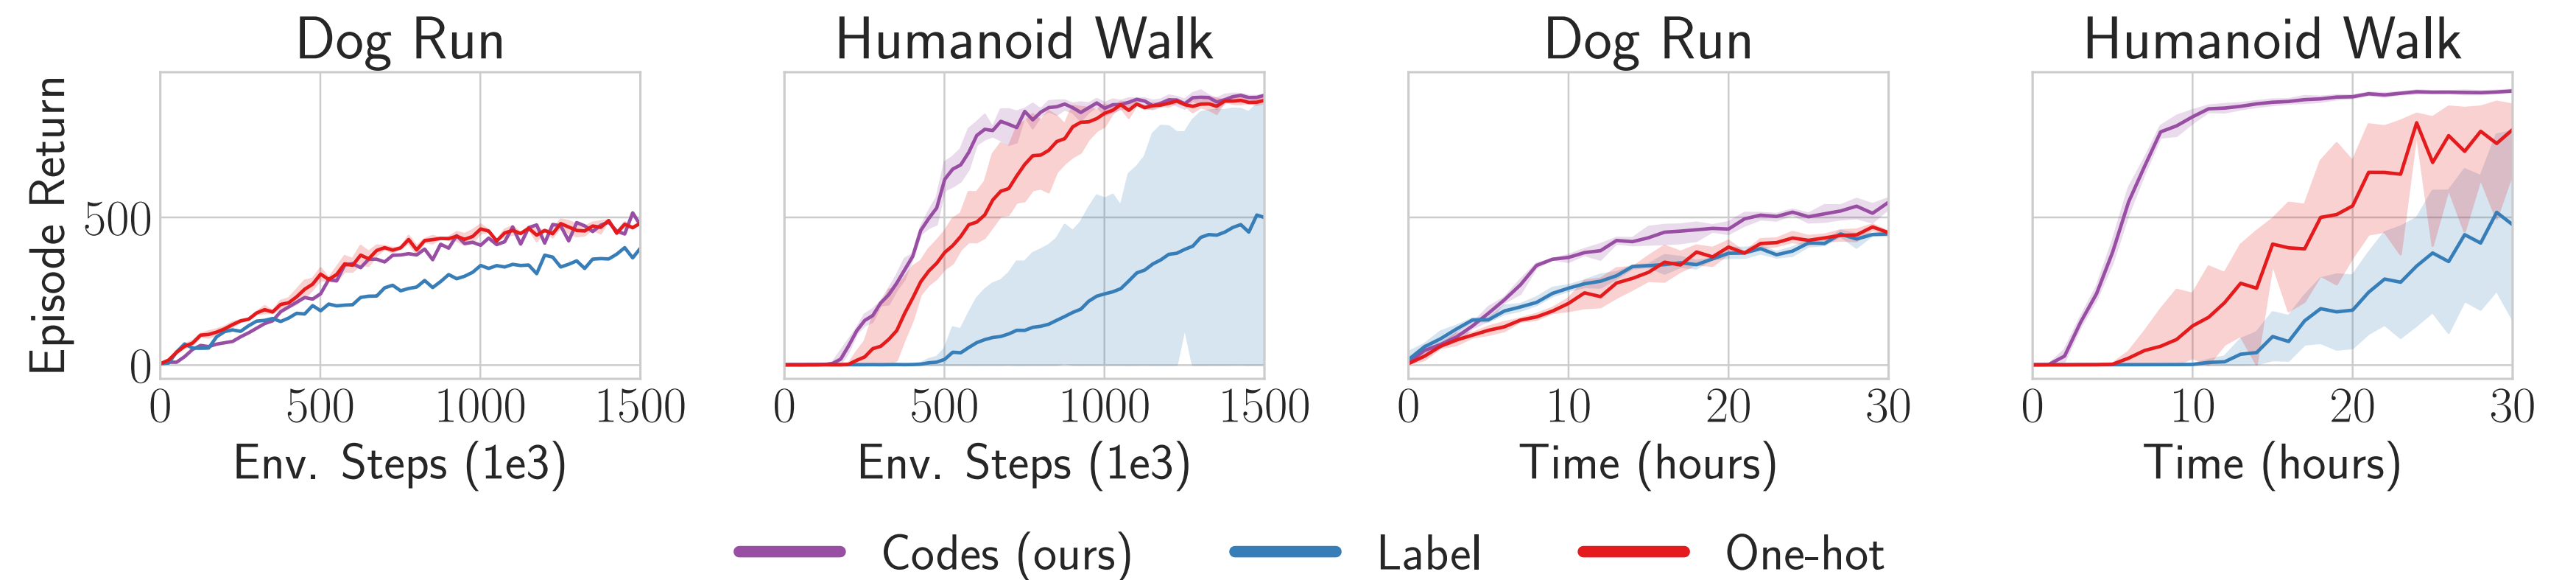 Dog Run Humanoid Walk Dog Run Humanoid Walk
Episode Return
500
0
0 500 1000 1500 0 500 1000 1500 0 10 20 30 0 10 20 30
Env. Steps (1e3) Env. Steps (1e3) Time (hours) Time (hours)
Codes (ours) Label One-hot